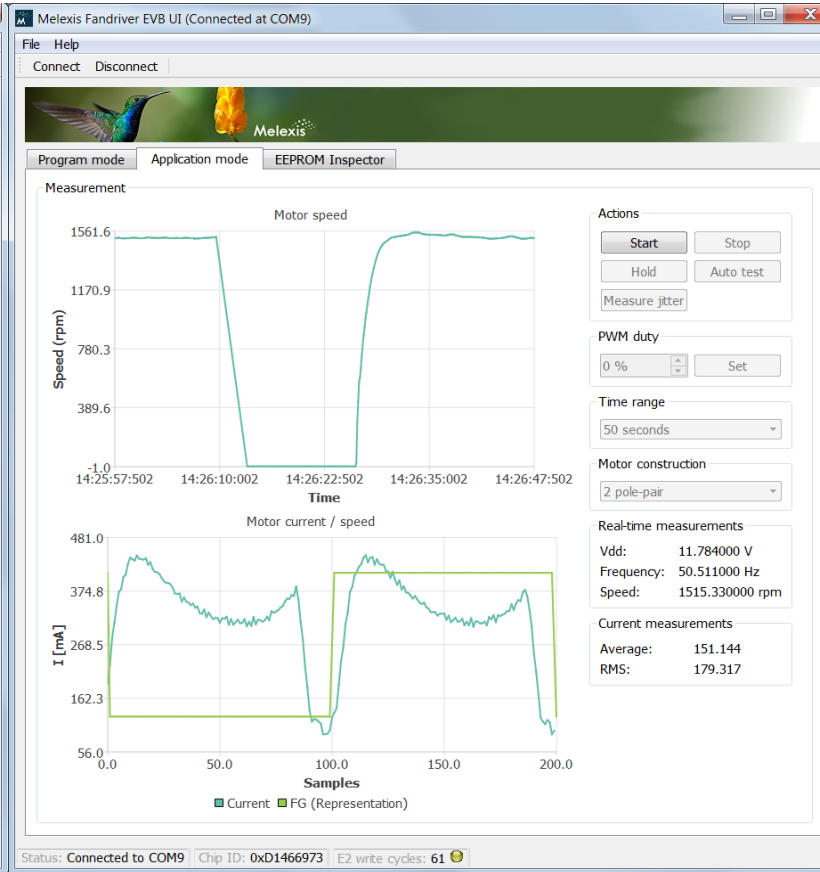 Melexis Fandriver EVB UI (Connected at COM9)
File Help
Connect Disconnect
Melexis
Program mode Application mode EEPROM Inspector
Measurement
Motor speed
1561.6
1170.9
780.3
389.6
-1.0
Speed (rpm)
14:25:57:502 14:26:10:002 14:26:22:502 14:26:35:002 14:26:47:502
Time
Motor current / speed
481.0
374.8
268.5
162.3
56.0
I [mA]
0.0 50.0 100.0 150.0 200.0
Samples
Current FG (Representation)
Actions
Start Stop
Hold Auto test
Measure jitter
PWM duty
0 % Set
Time range
50 seconds
Motor construction
2 pole-pair
Real-time measurements
Vdd: 11.784000 V
Frequency: 50.511000 Hz
Speed: 1515.330000 rpm
Current measurements
Average: 151.144
RMS: 179.317
Status: Connected to COM9 Chip ID: 0xD1466973 E2 write cycles: 61